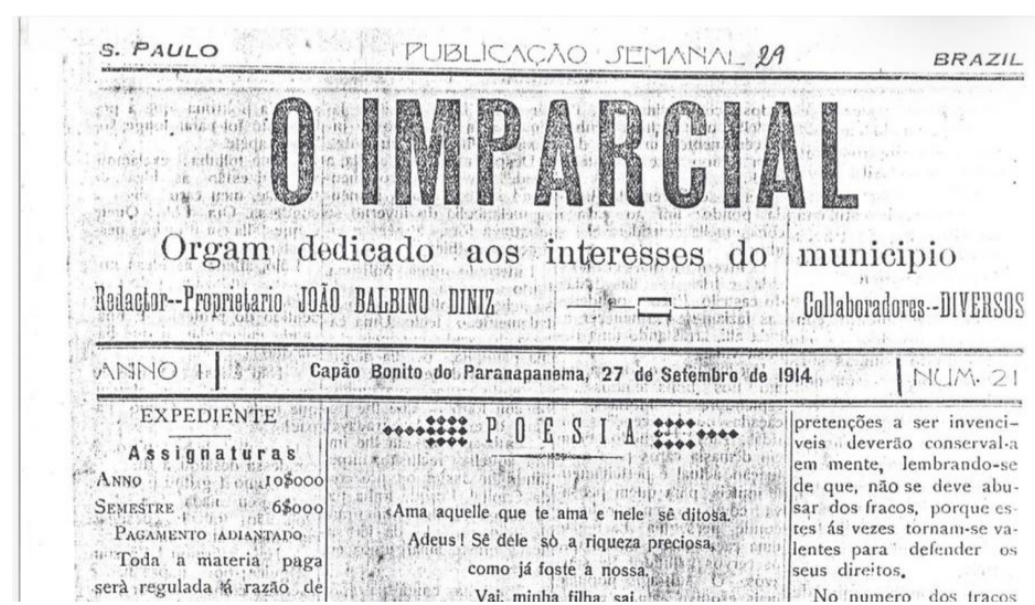 S. PAULO
PUBLICAÇÃO SEMANAL 21
BRAZIL
O IMPARCIAL
Orgam dedicado aos interesses do municipio
Redactor--Proprietario JOÃO BALBINO DINIZ
Collaboradores--DIVERSOS
ANNO I
Capão Bonito do Paranapanema, 27 de Setembro de 1914
NUM. 21
EXPEDIENTE
Assignaturas
ANNO 10$000
SEMESTRE 6$000
PAGAMENTO ADIANTADO
Toda a materia paga
serà regulada á razão de
POESIA
«Ama aquelle que te ama e nele sê ditosa.
Adeus! Sê dele sò a riqueza preciosa,
como já foste à nossa.
Vai, minha filha, sai,
pretenções a ser invenci-
veis deverão conserval-a
em mente, lembrando-se
de que, não se deve abu-
sar dos fracos, porque es-
tes ás vezes tornam-se va-
lentes para defender os
seus direitos.
No numero dos fracos